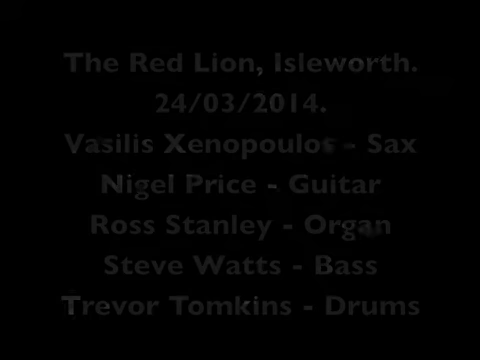 The Red Lion, Isleworth.
24/03/2014.
Vasilis Xenopoulos - Sax
Nigel Price - Guitar
Ross Stanley - Organ
Steve Watts - Bass
Trevor Tomkins - Drums